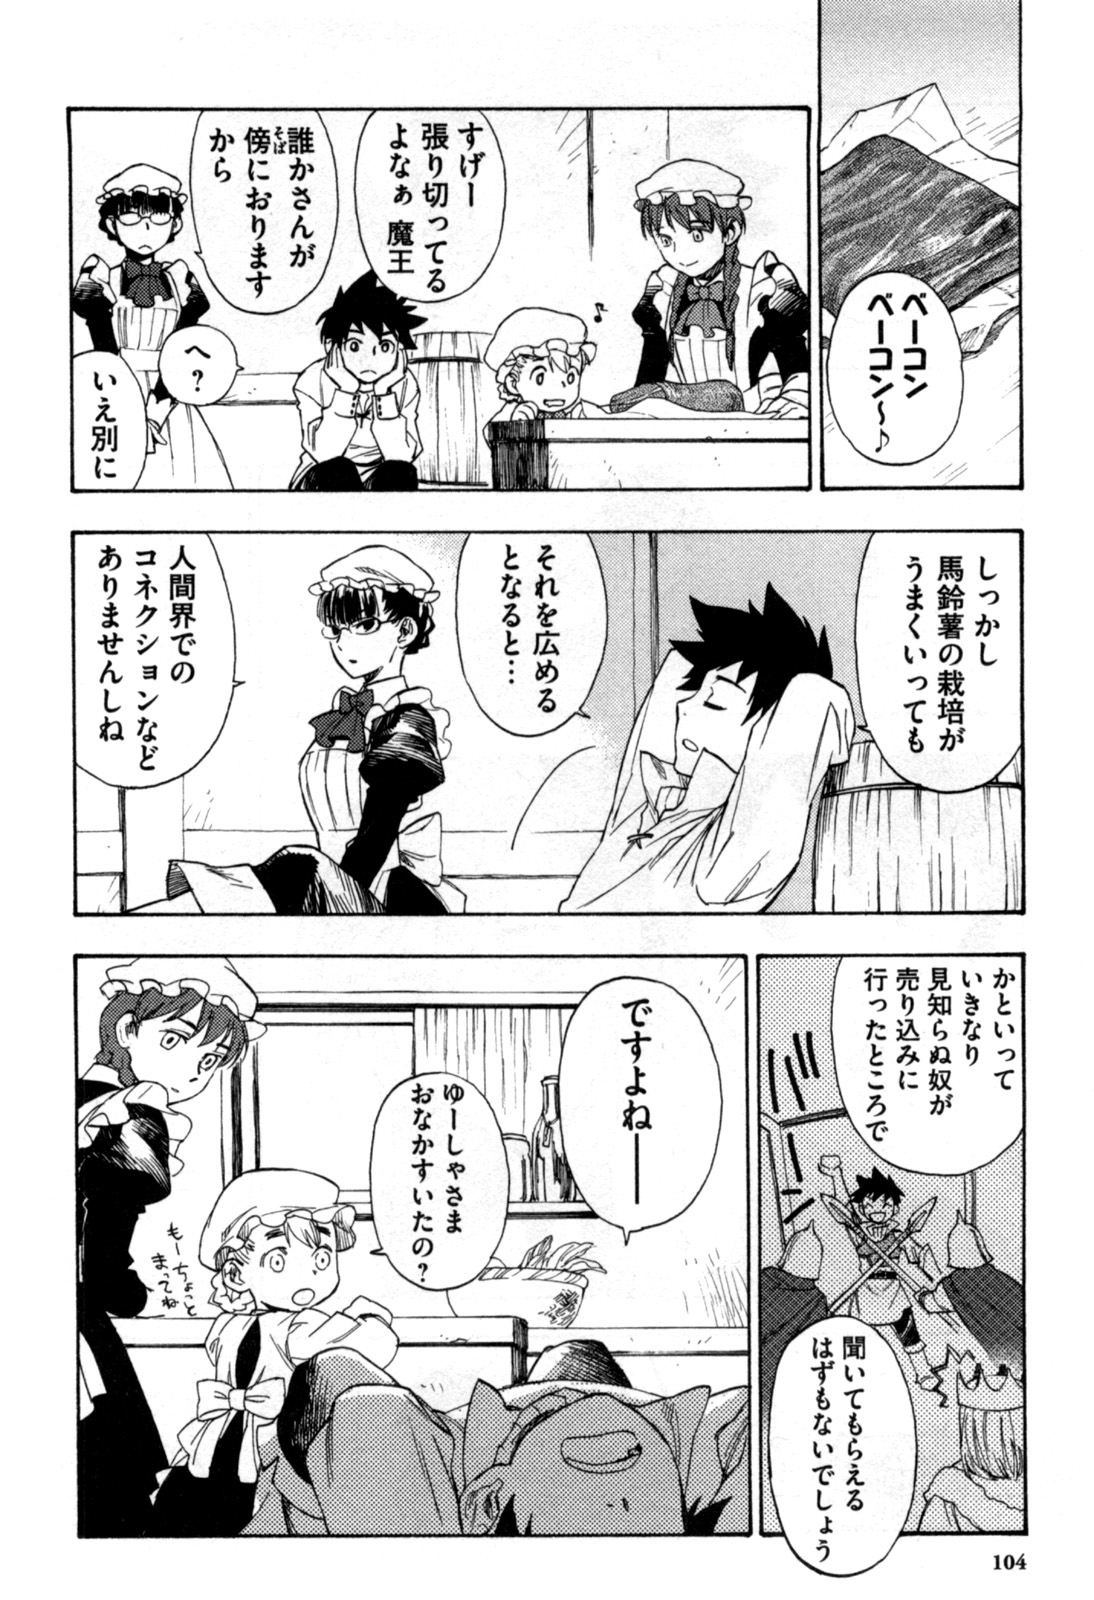 ベーコン
ベーコン〜♪
すげー
張り切ってる
よなぁ 魔王
誰かさんが
傍におります
から
そば
へ?
いえ別に
しっかし
馬鈴薯の栽培が
うまくいっても
それを広める
となると…
人間界での
コネクションなど
ありませんしね
かといって
いきなり
見知らぬ奴が
売り込みに
行ったところで
聞いてもらえる
はずもないでしょう
ですよねー
ゆーしゃさま
おなかすいたの?
もーちょっと
まってね
104